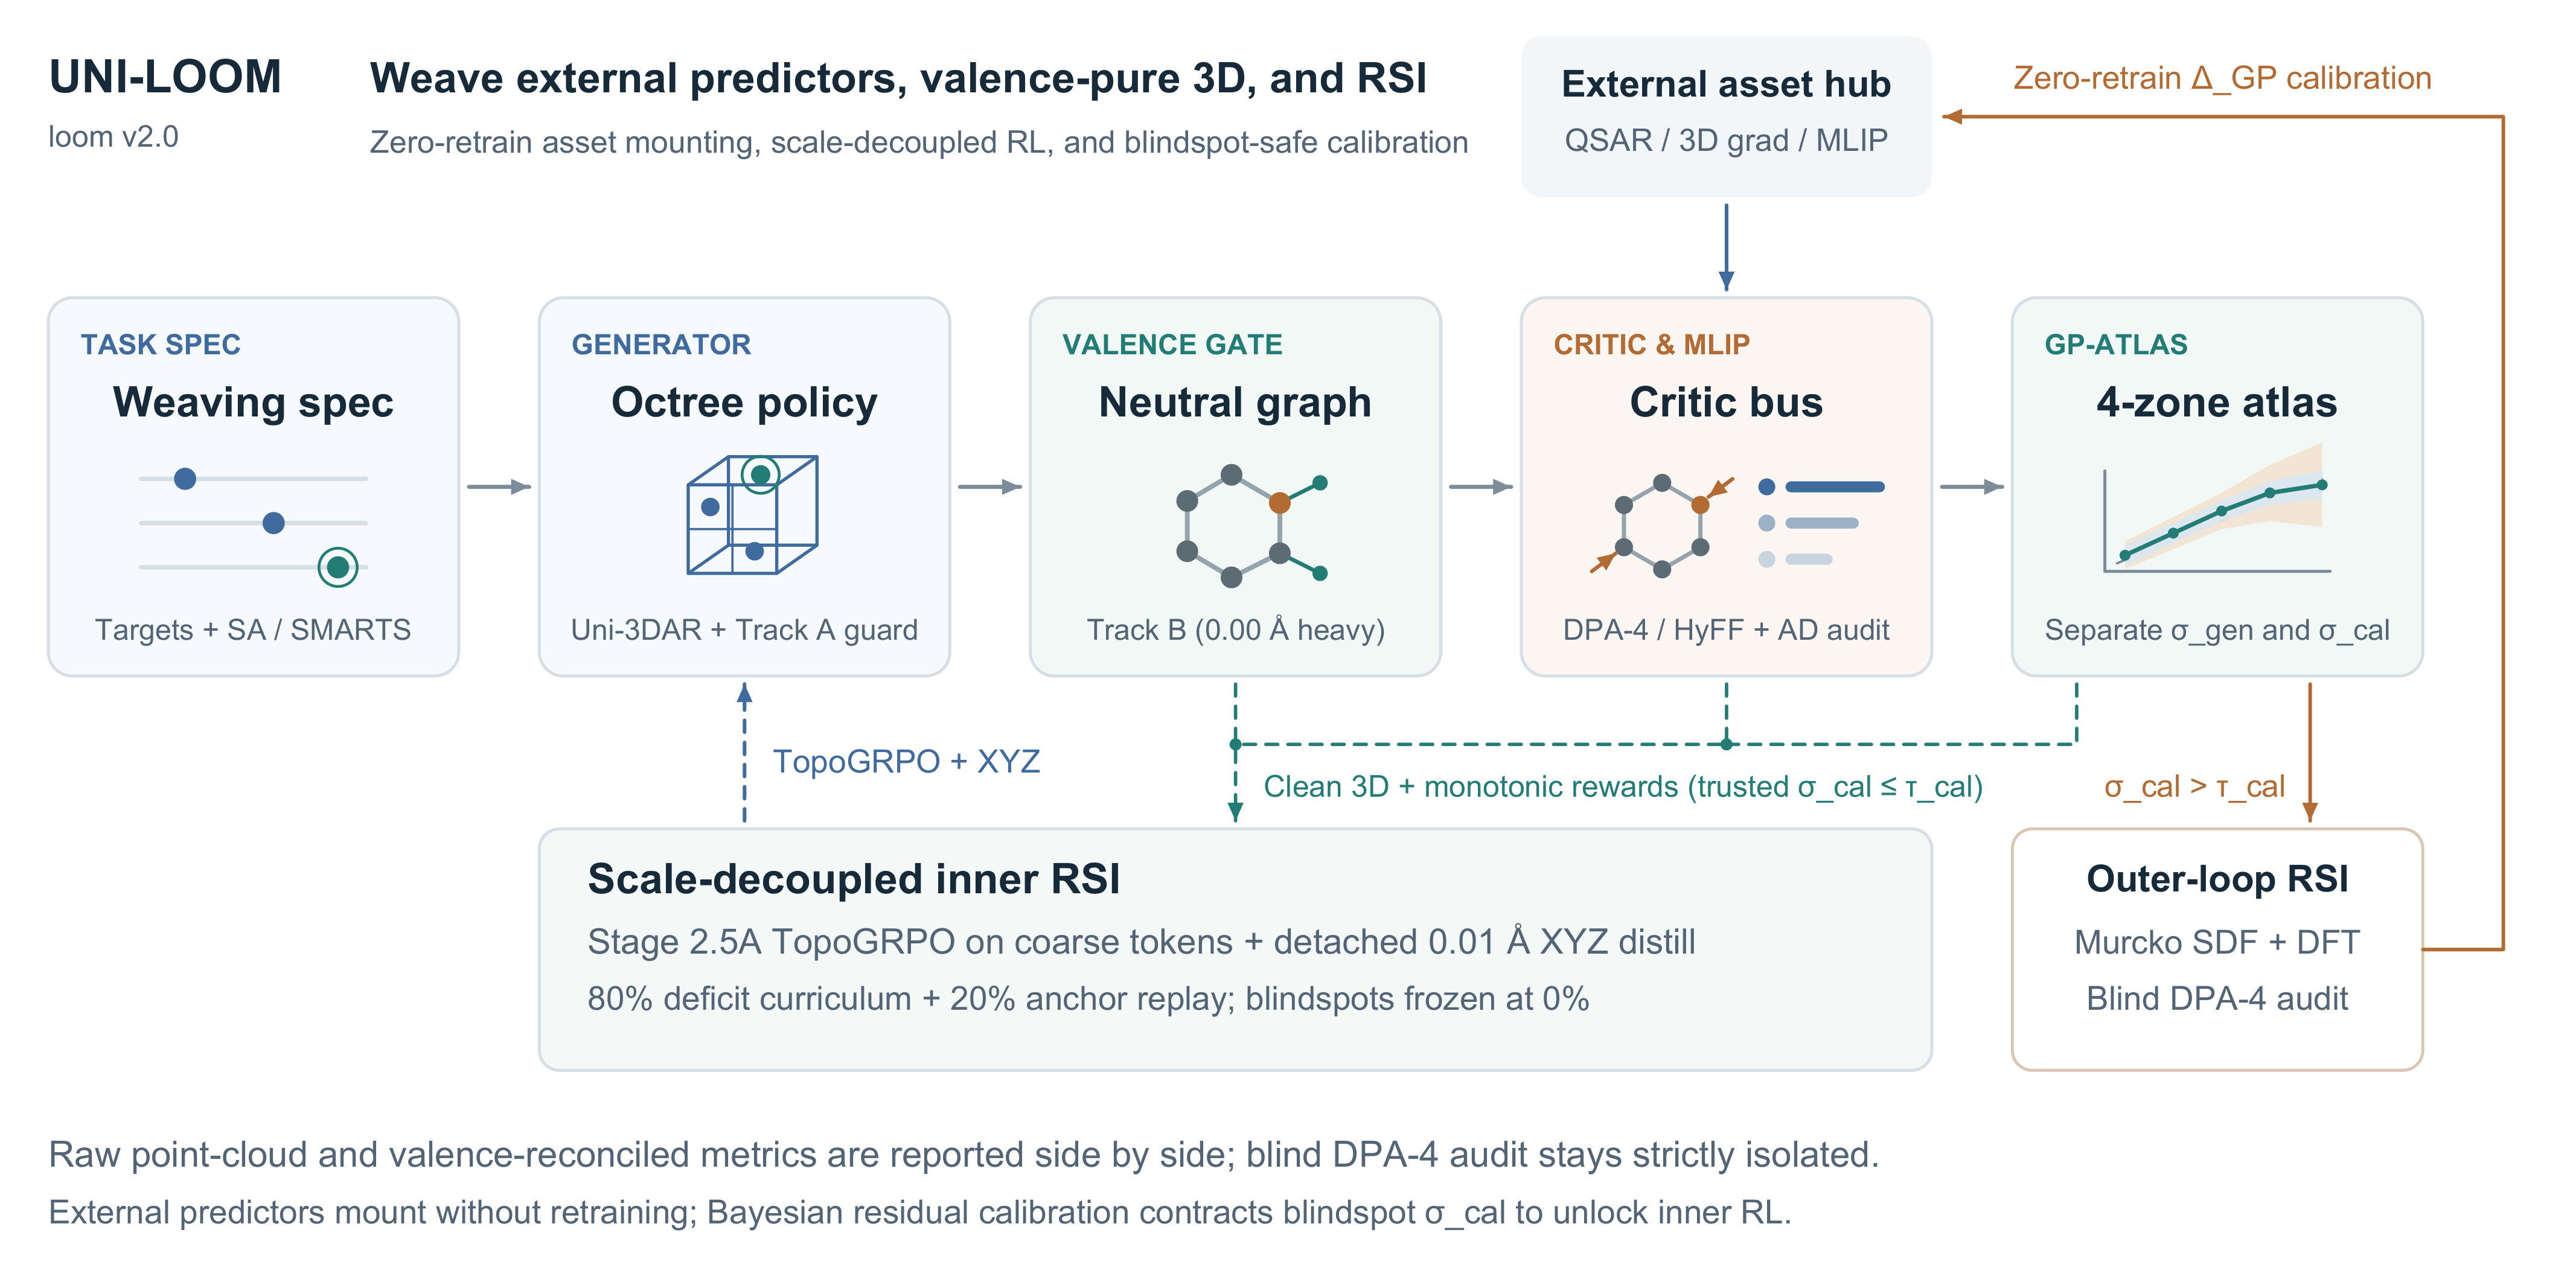 UNI-LOOM
loom v2.0
Weave external predictors, valence-pure 3D, and RSI
Zero-retrain asset mounting, scale-decoupled RL, and blindspot-safe calibration
External asset hub
QSAR / 3D grad / MLIP
Zero-retrain Δ_GP calibration
TASK SPEC
Weaving spec
Targets + SA / SMARTS
GENERATOR
Octree policy
Uni-3DAR + Track A guard
VALENCE GATE
Neutral graph
Track B (0.00 Å heavy)
CRITIC & MLIP
Critic bus
DPA-4 / HyFF + AD audit
GP-ATLAS
4-zone atlas
Separate σ_gen and σ_cal
TopoGRPO + XYZ
Clean 3D + monotonic rewards (trusted σ_cal ≤ τ_cal)
σ_cal > τ_cal
Scale-decoupled inner RSI
Stage 2.5A TopoGRPO on coarse tokens + detached 0.01 Å XYZ distill
80% deficit curriculum + 20% anchor replay; blindspots frozen at 0%
Outer-loop RSI
Murcko SDF + DFT
Blind DPA-4 audit
Raw point-cloud and valence-reconciled metrics are reported side by side; blind DPA-4 audit stays strictly isolated.
External predictors mount without retraining; Bayesian residual calibration contracts blindspot σ_cal to unlock inner RL.